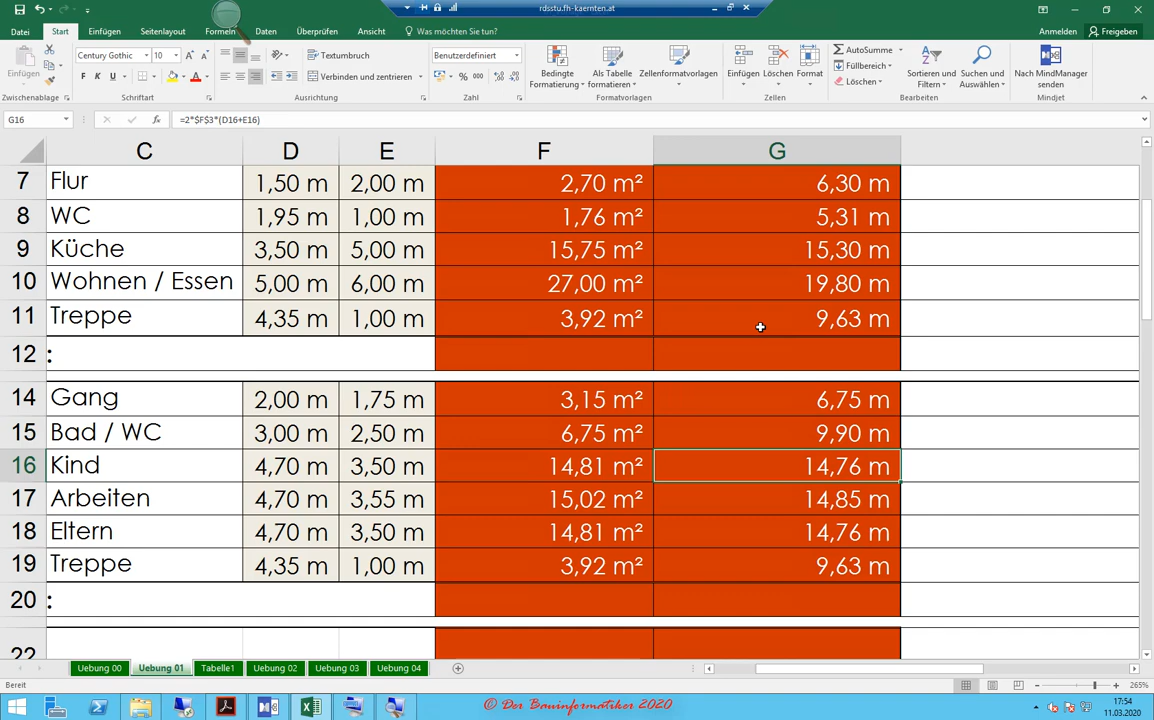 rdsstu.fh-kaernten.at
Datei Start Einfügen Seitenlayout Formeln Daten Überprüfen Ansicht Was möchten Sie tun? Anmelden Freigeben
Einfügen
Century Gothic 10
F K U
Textumbruch
Verbinden und zentrieren
Benutzerdefiniert
% 000
Bedingte Formatierung
Als Tabelle formatieren
Zellenformatvorlagen
Einfügen Löschen Format
AutoSumme
Füllbereich
Löschen
Sortieren und Filtern
Suchen und Auswählen
Nach MindManager senden
Zwischenablage Schriftart Ausrichtung Zahl Formatvorlagen Zellen Bearbeiten Mindjet
G16 fx =2*$F$3*(D16+E16)
C D E F G
7 Flur 1,50 m 2,00 m 2,70 m² 6,30 m
8 WC 1,95 m 1,00 m 1,76 m² 5,31 m
9 Küche 3,50 m 5,00 m 15,75 m² 15,30 m
10 Wohnen / Essen 5,00 m 6,00 m 27,00 m² 19,80 m
11 Treppe 4,35 m 1,00 m 3,92 m² 9,63 m
12 :
14 Gang 2,00 m 1,75 m 3,15 m² 6,75 m
15 Bad / WC 3,00 m 2,50 m 6,75 m² 9,90 m
16 Kind 4,70 m 3,50 m 14,81 m² 14,76 m
17 Arbeiten 4,70 m 3,55 m 15,02 m² 14,85 m
18 Eltern 4,70 m 3,50 m 14,81 m² 14,76 m
19 Treppe 4,35 m 1,00 m 3,92 m² 9,63 m
20 :
22
Uebung 00 Uebung 01 Tabelle1 Uebung 02 Uebung 03 Uebung 04
Bereit 265%
© Der Bauinformatiker 2020
17:54
11.03.2020